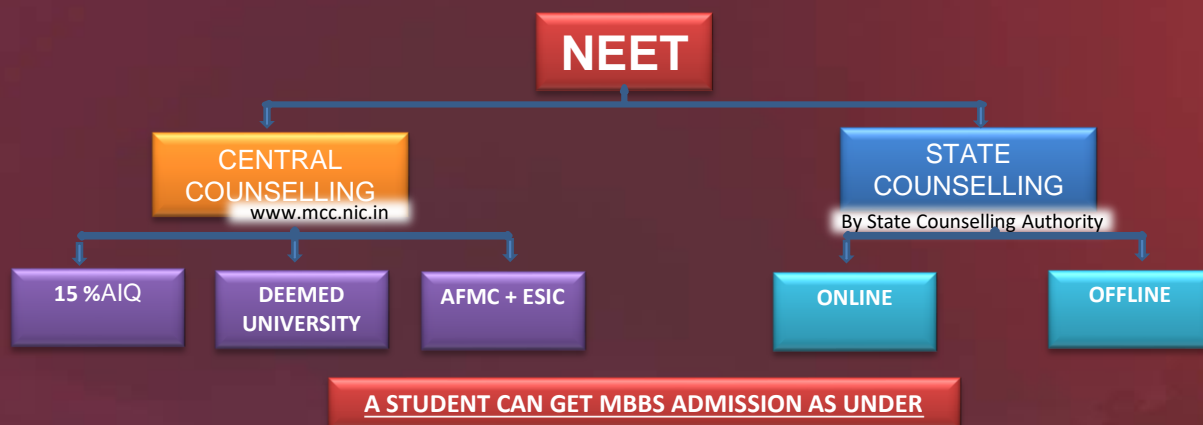 NEET
CENTRAL
COUNSELLING
www.mcc.nic.in
STATE
COUNSELLING
By State Counselling Authority
15 %AIQ
DEEMED
UNIVERSITY
AFMC + ESIC
ONLINE
OFFLINE
A STUDENT CAN GET MBBS ADMISSION AS UNDER